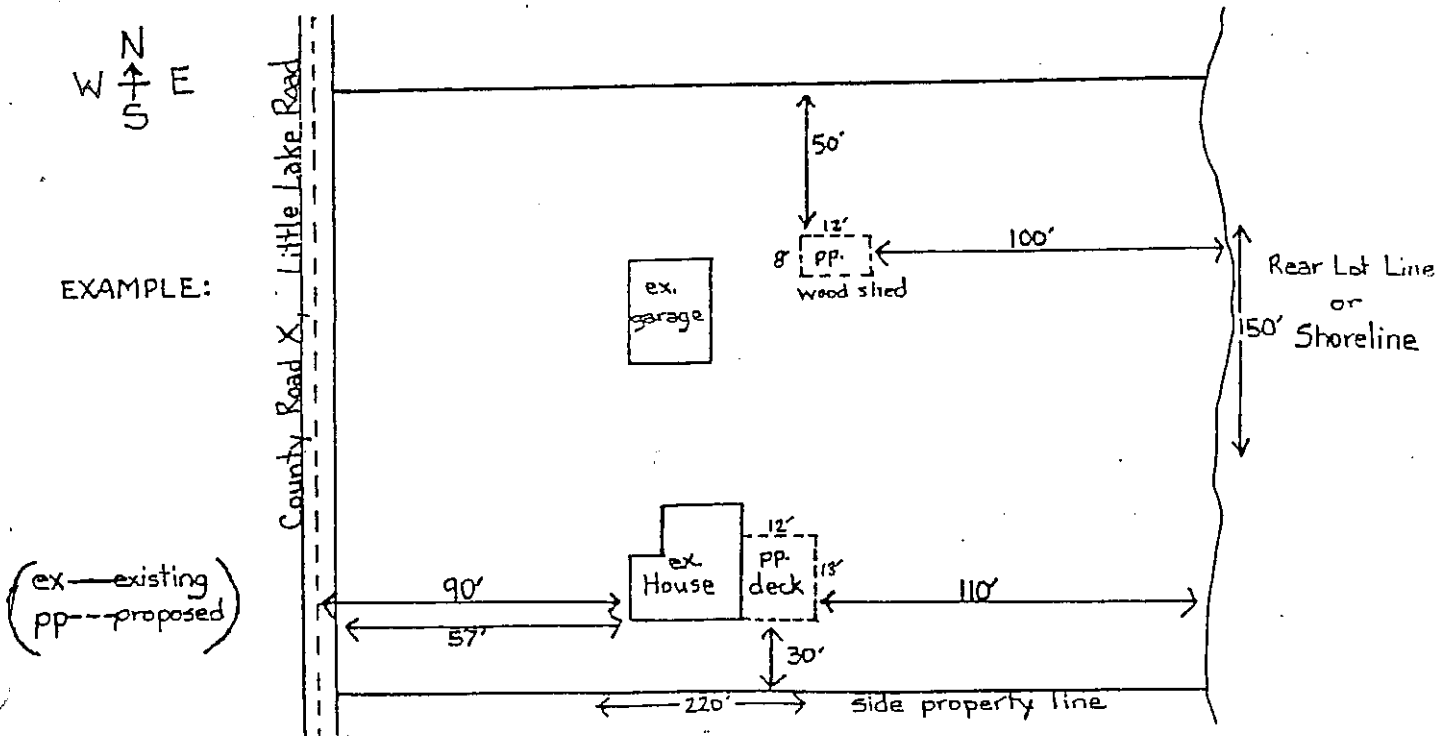 N
W E
S
County Road X, Little Lake Road
50'
12'
8'
pp.
wood shed
100'
EXAMPLE:
ex.
garage
Rear Lot Line
or
150' Shoreline
12'
ex.
House
pp.
deck
13'
(ex—existing
pp---proposed)
90'
110'
57'
30'
220'
side property line